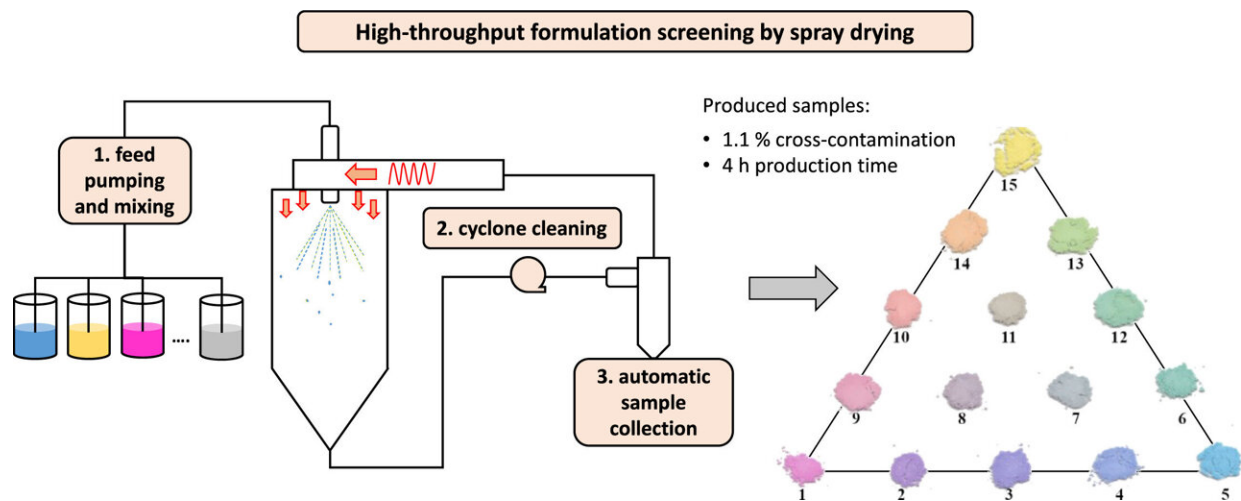 High-throughput formulation screening by spray drying
1. feed
pumping
and mixing
....
2. cyclone cleaning
3. automatic
sample
collection
Produced samples:
• 1.1 % cross-contamination
• 4 h production time
15
14
13
10
11
12
9
8
7
6
1
2
3
4
5